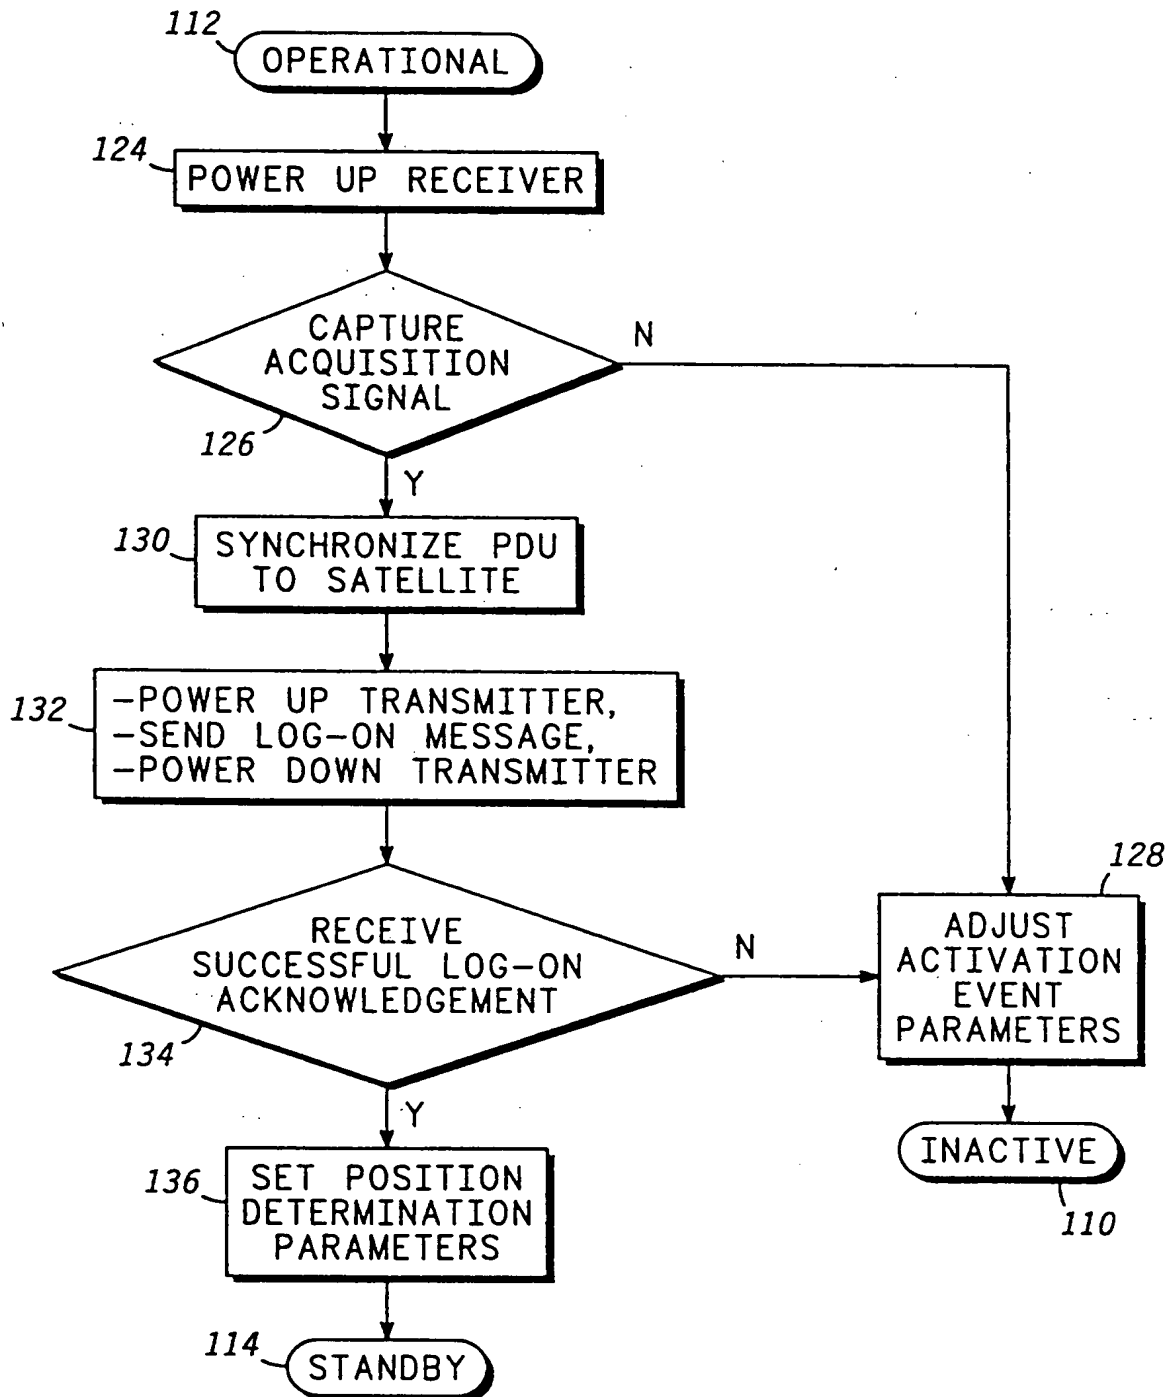 112
OPERATIONAL
124
POWER UP RECEIVER
CAPTURE
ACQUISITION
SIGNAL
N
126
Y
130
SYNCHRONIZE PDU
TO SATELLITE
132
-POWER UP TRANSMITTER,
-SEND LOG-ON MESSAGE,
-POWER DOWN TRANSMITTER
RECEIVE
SUCCESSFUL LOG-ON
ACKNOWLEDGEMENT
N
134
Y
128
ADJUST
ACTIVATION
EVENT
PARAMETERS
INACTIVE
110
136
SET POSITION
DETERMINATION
PARAMETERS
114
STANDBY